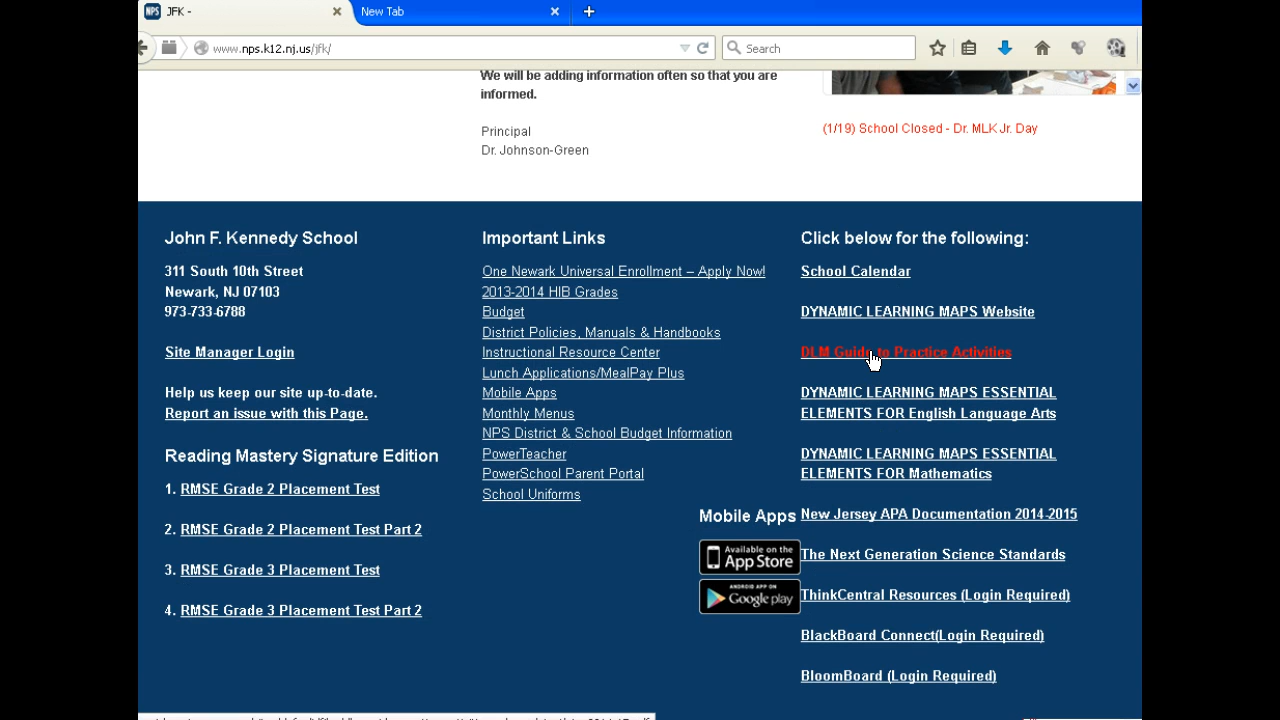 NPS JFK -
New Tab
www.nps.k12.nj.us/jfk/
Search
We will be adding information often so that you are
informed.
Principal
Dr. Johnson-Green
(1/19) School Closed - Dr. MLK Jr. Day
John F. Kennedy School
311 South 10th Street
Newark, NJ 07103
973-733-6788
Site Manager Login
Help us keep our site up-to-date.
Report an issue with this Page.
Reading Mastery Signature Edition
1. RMSE Grade 2 Placement Test
2. RMSE Grade 2 Placement Test Part 2
3. RMSE Grade 3 Placement Test
4. RMSE Grade 3 Placement Test Part 2
Important Links
One Newark Universal Enrollment – Apply Now!
2013-2014 HIB Grades
Budget
District Policies, Manuals & Handbooks
Instructional Resource Center
Lunch Applications/MealPay Plus
Mobile Apps
Monthly Menus
NPS District & School Budget Information
PowerTeacher
PowerSchool Parent Portal
School Uniforms
Mobile Apps
Available on the
App Store
ANDROID APP ON
Google play
Click below for the following:
School Calendar
DYNAMIC LEARNING MAPS Website
DLM Guide to Practice Activities
DYNAMIC LEARNING MAPS ESSENTIAL
ELEMENTS FOR English Language Arts
DYNAMIC LEARNING MAPS ESSENTIAL
ELEMENTS FOR Mathematics
New Jersey APA Documentation 2014-2015
The Next Generation Science Standards
ThinkCentral Resources (Login Required)
BlackBoard Connect(Login Required)
BloomBoard (Login Required)